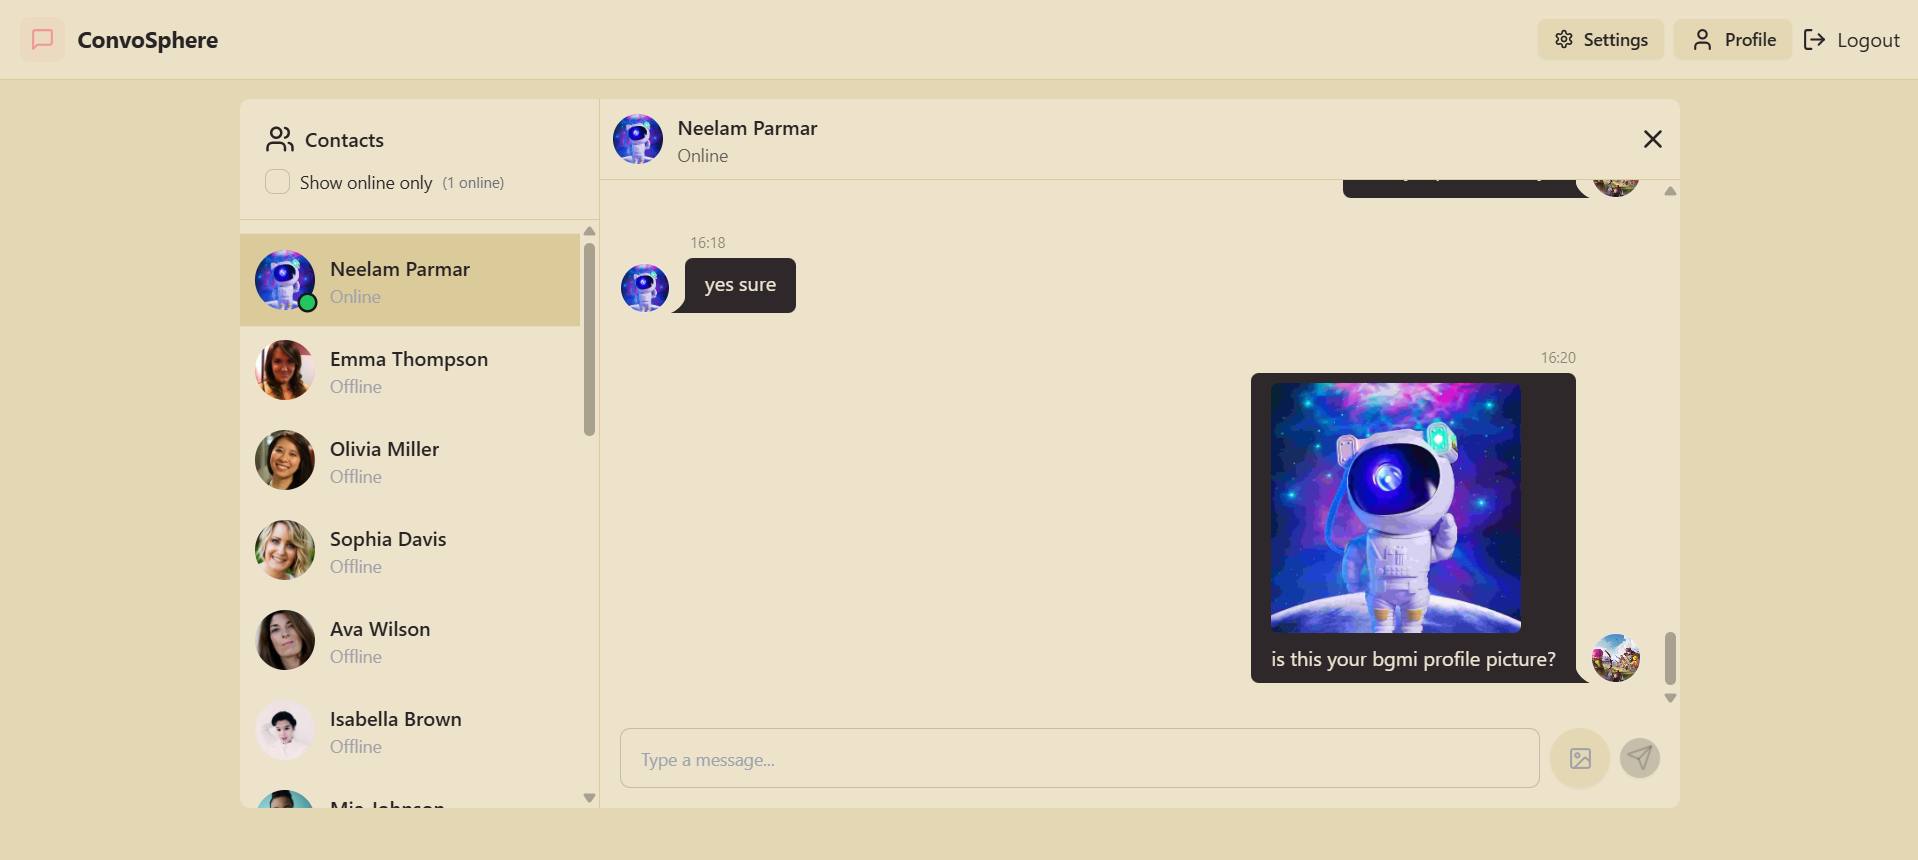 ConvoSphere
Settings
Profile
Logout
Contacts
Show online only (1 online)
Neelam Parmar
Online
Emma Thompson
Offline
Olivia Miller
Offline
Sophia Davis
Offline
Ava Wilson
Offline
Isabella Brown
Offline
Mia Johnson
Neelam Parmar
Online
16:18
yes sure
16:20
is this your bgmi profile picture?
Type a message...